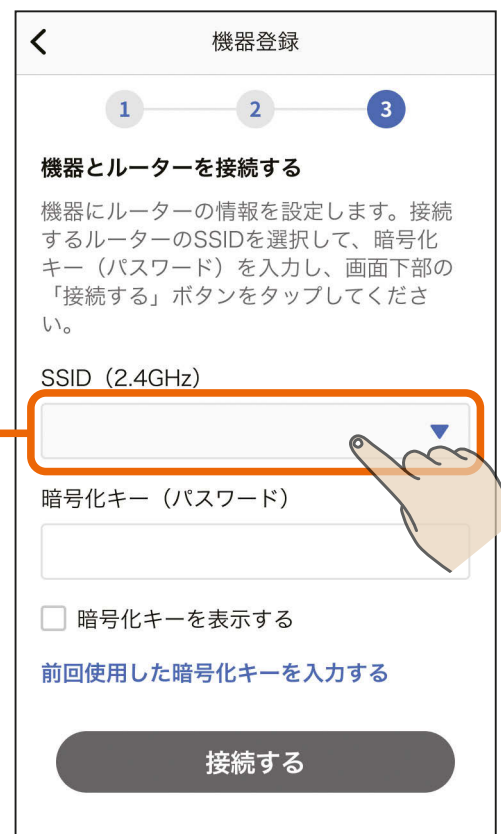 機器登録
1 2 3
機器とルーターを接続する
機器にルーターの情報を設定します。接続
するルーターのSSIDを選択して、暗号化
キー（パスワード）を入力し、画面下部の
「接続する」ボタンをタップしてくださ
い。
SSID（2.4GHz）
暗号化キー（パスワード）
暗号化キーを表示する
前回使用した暗号化キーを入力する
接続する